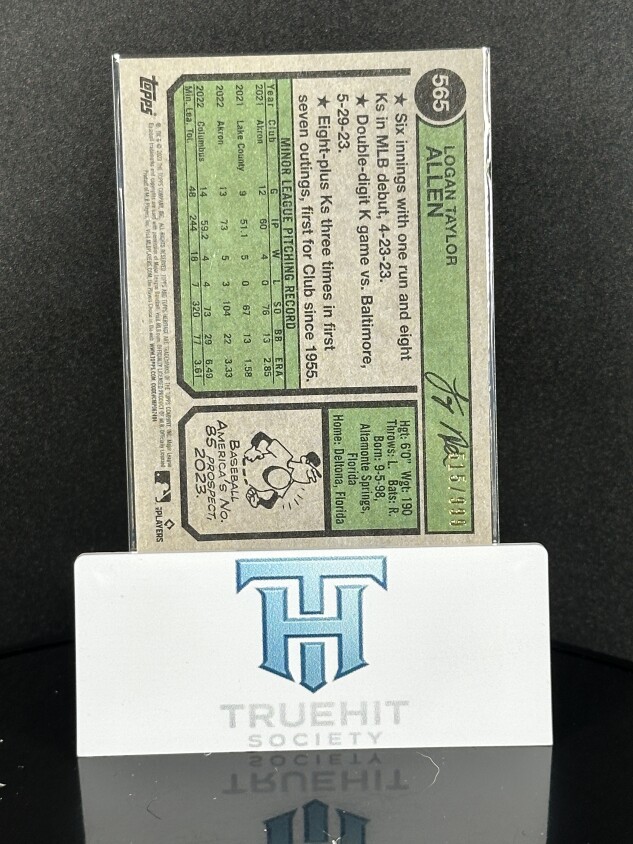 565
LOGAN TAYLOR
ALLEN
★ Six innings with one run and eight
Ks in MLB debut, 4-23-23.
★ Double-digit K game vs. Baltimore,
5-29-23.
★ Eight-plus Ks three times in first
seven outings, first for Club since 1955.
MINOR LEAGUE PITCHING RECORD
Year Club G IP W L SO BB ERA
2021 Akron 12 60 4 0 76 13 2.85
2021 Lake County 9 51.1 5 0 67 13 1.58
2022 Akron 13 73 5 3 104 22 3.33
2022 Columbus 14 59.2 4 4 73 29 6.49
Min. Lea. Tot. 48 244 18 7 320 77 3.61
Hgt: 6'0" Wgt: 190
Throws: L. Bats: R.
Born: 9-5-98,
Altamonte Springs,
Florida
Home: Deltona, Florida
BASEBALL
AMERICA'S NO.
85 PROSPECT,
2023.
TOPPS
PLAYERS
TH
TRUEHIT
SOCIETY